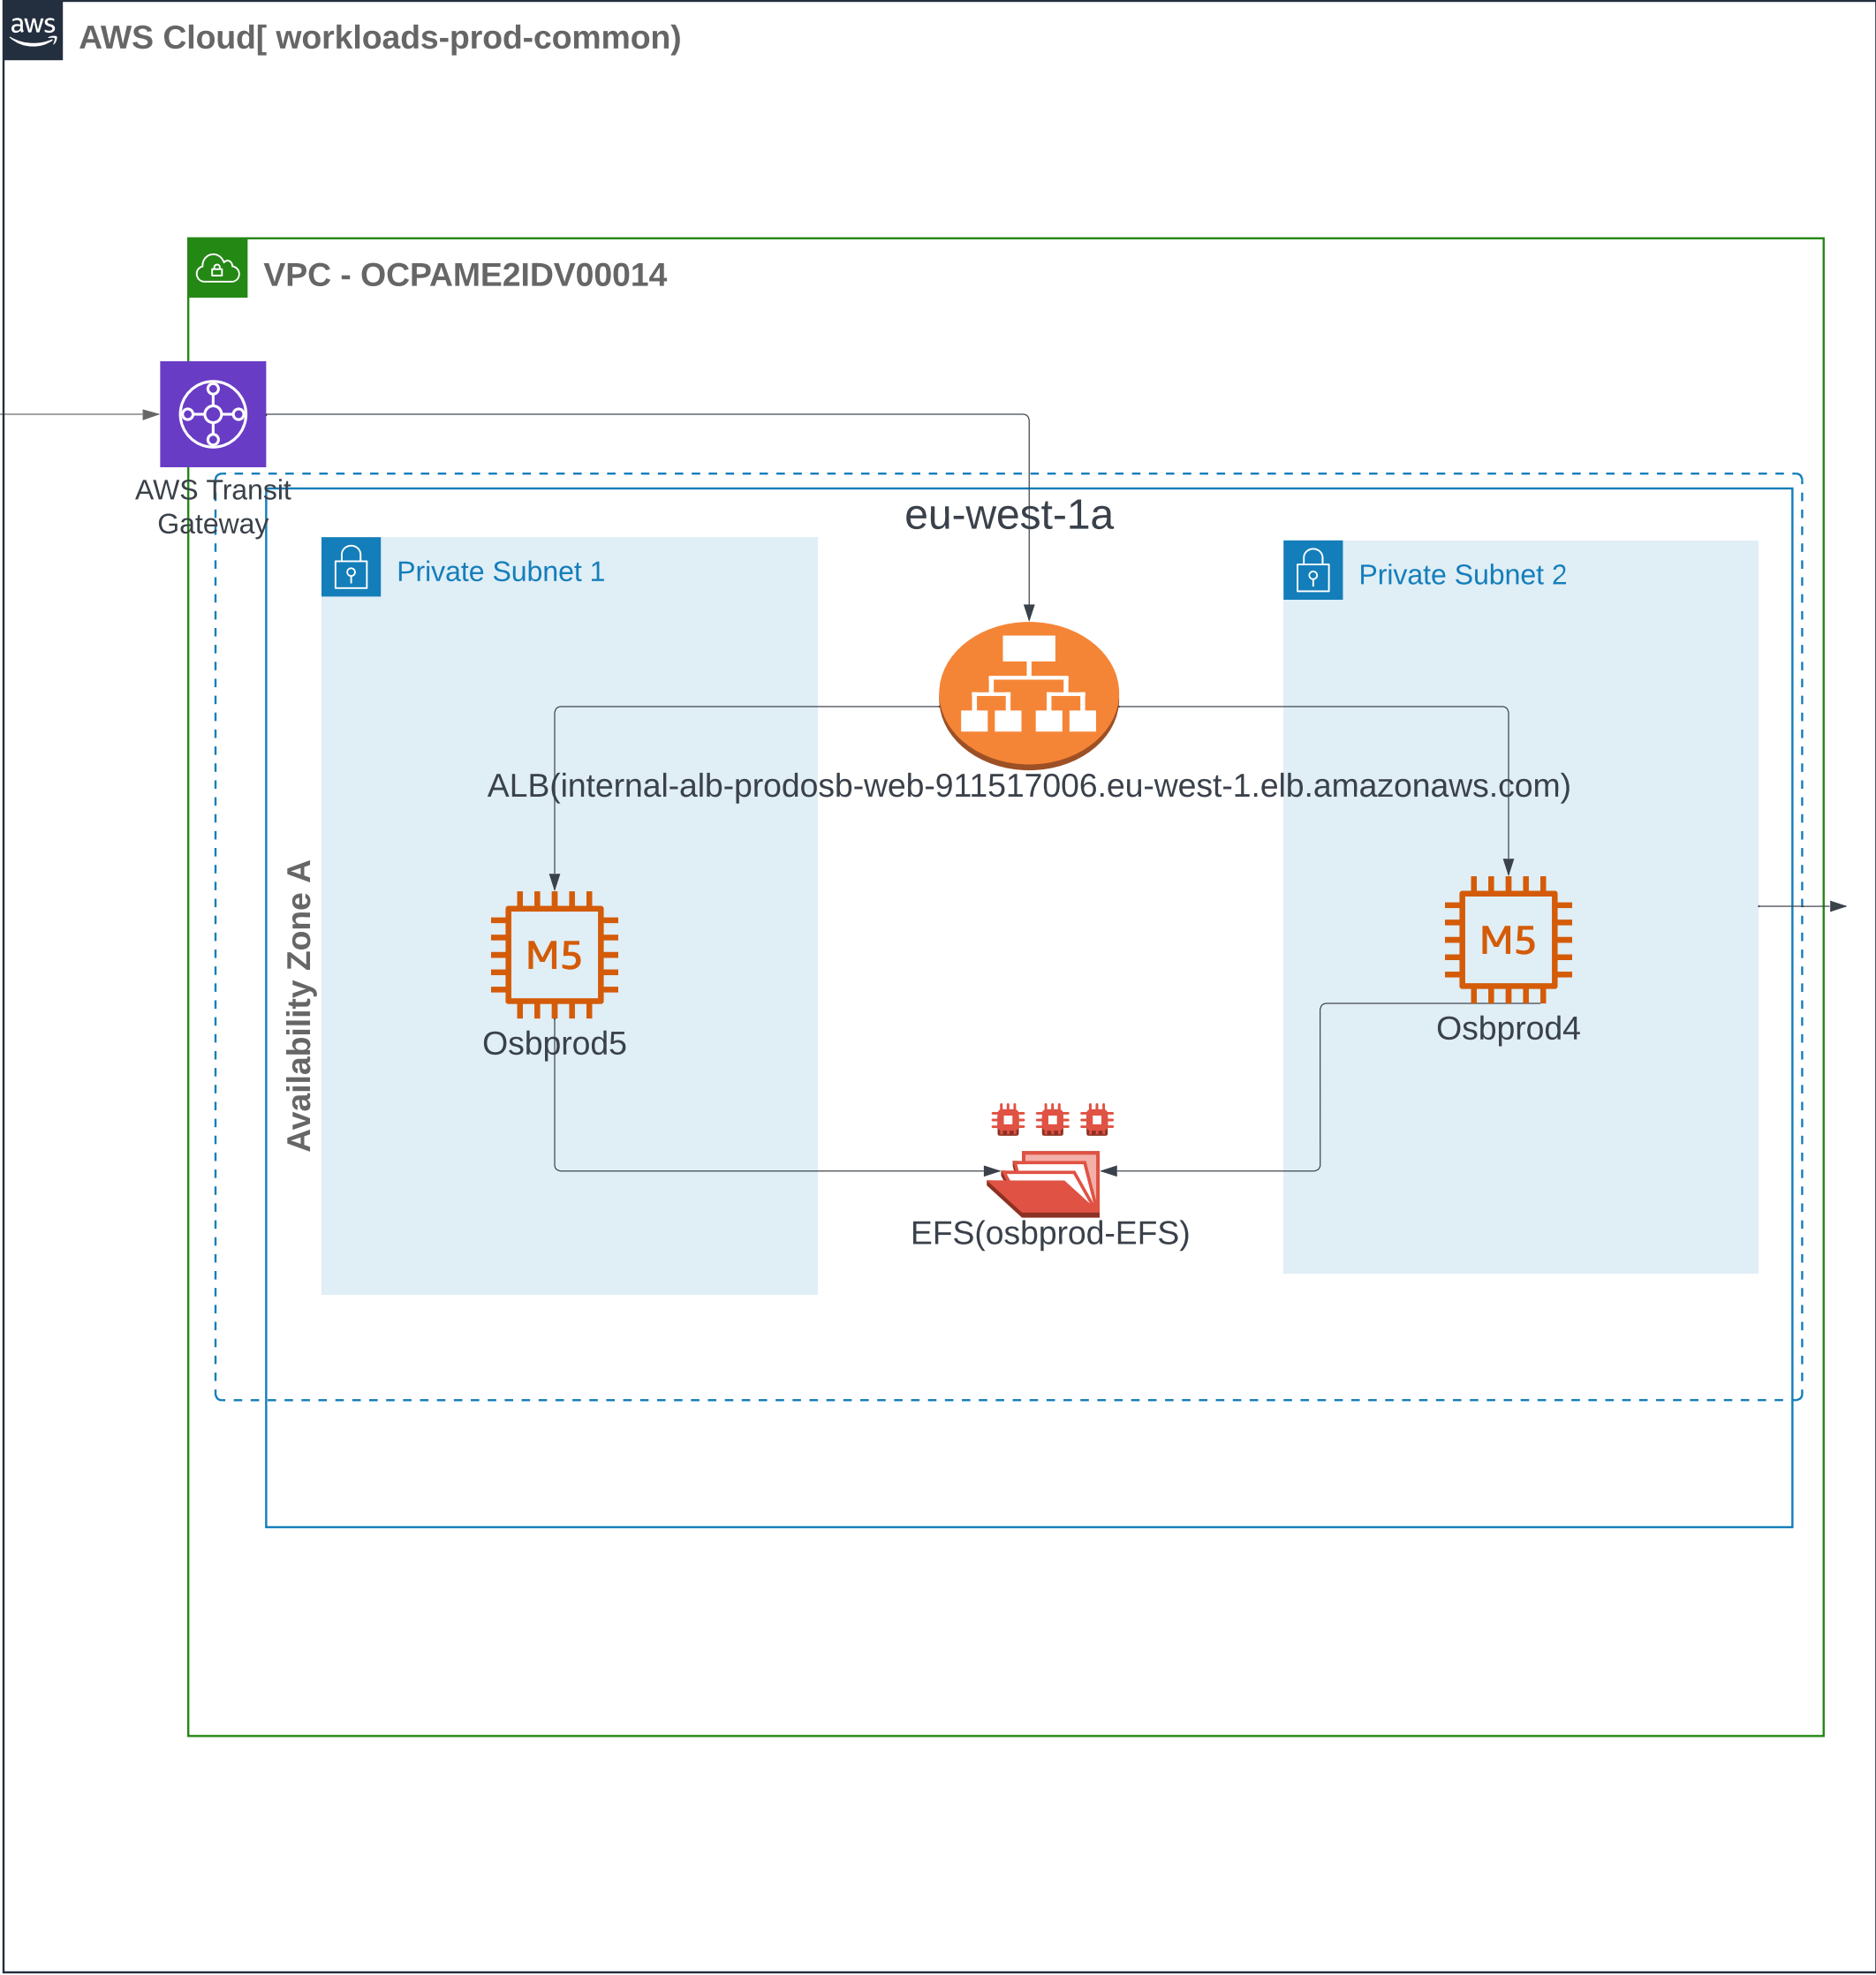 aws
AWS Cloud[ workloads-prod-common)
VPC - OCPAME2IDV00014
AWS Transit
Gateway
eu-west-1a
Private Subnet 1
Private Subnet 2
ALB(internal-alb-prodosb-web-911517006.eu-west-1.elb.amazonaws.com)
Availability Zone A
M5
M5
Osbprod5
Osbprod4
EFS(osbprod-EFS)